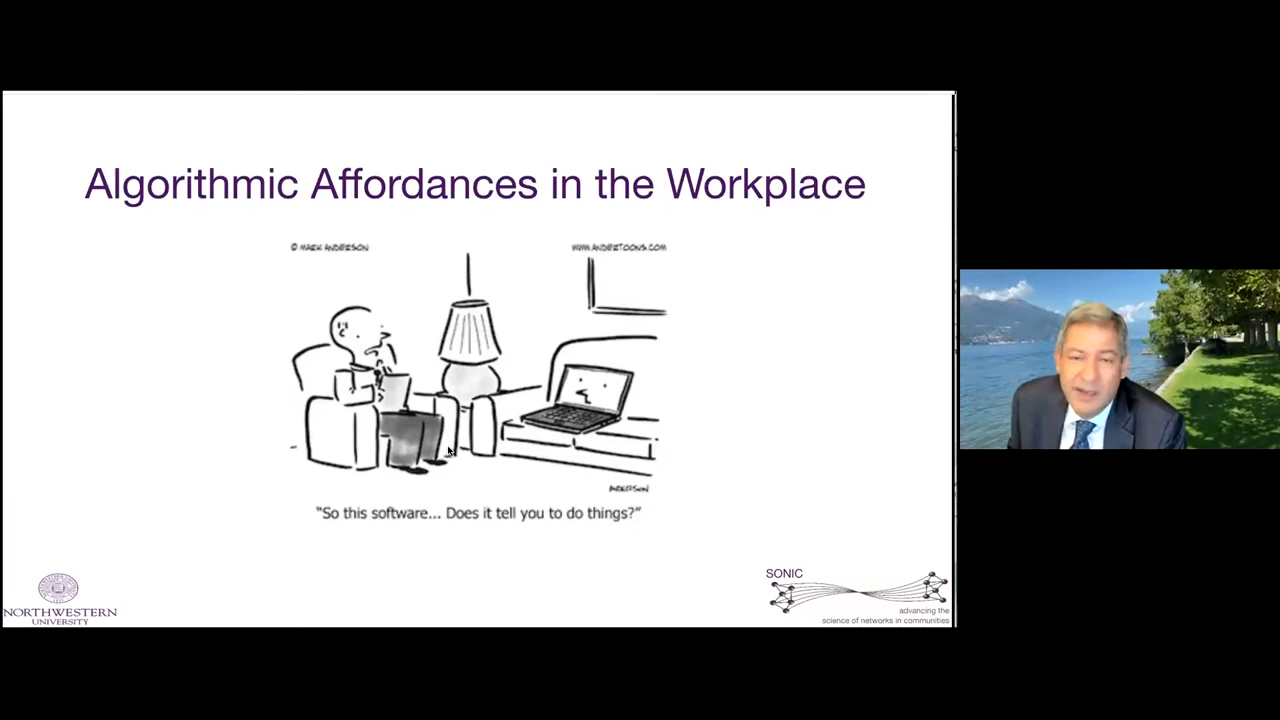 Algorithmic Affordances in the Workplace
© MARK ANDERSON
WWW.ANDERTOONS.COM
ANDERSON
“So this software... Does it tell you to do things?”
NORTHWESTERN
UNIVERSITY
SONIC
advancing the
science of networks in communities